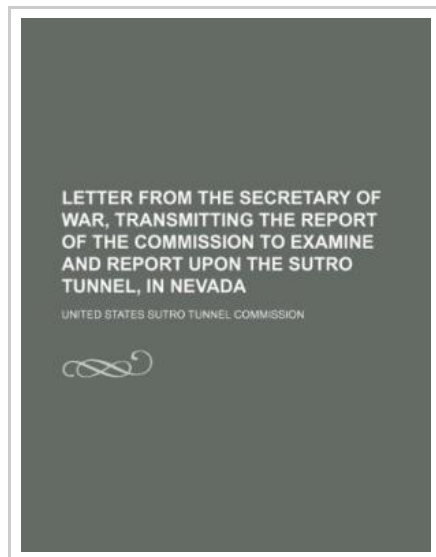 LETTER FROM THE SECRETARY OF
WAR, TRANSMITTING THE REPORT
OF THE COMMISSION TO EXAMINE
AND REPORT UPON THE SUTRO
TUNNEL, IN NEVADA
UNITED STATES SUTRO TUNNEL COMMISSION